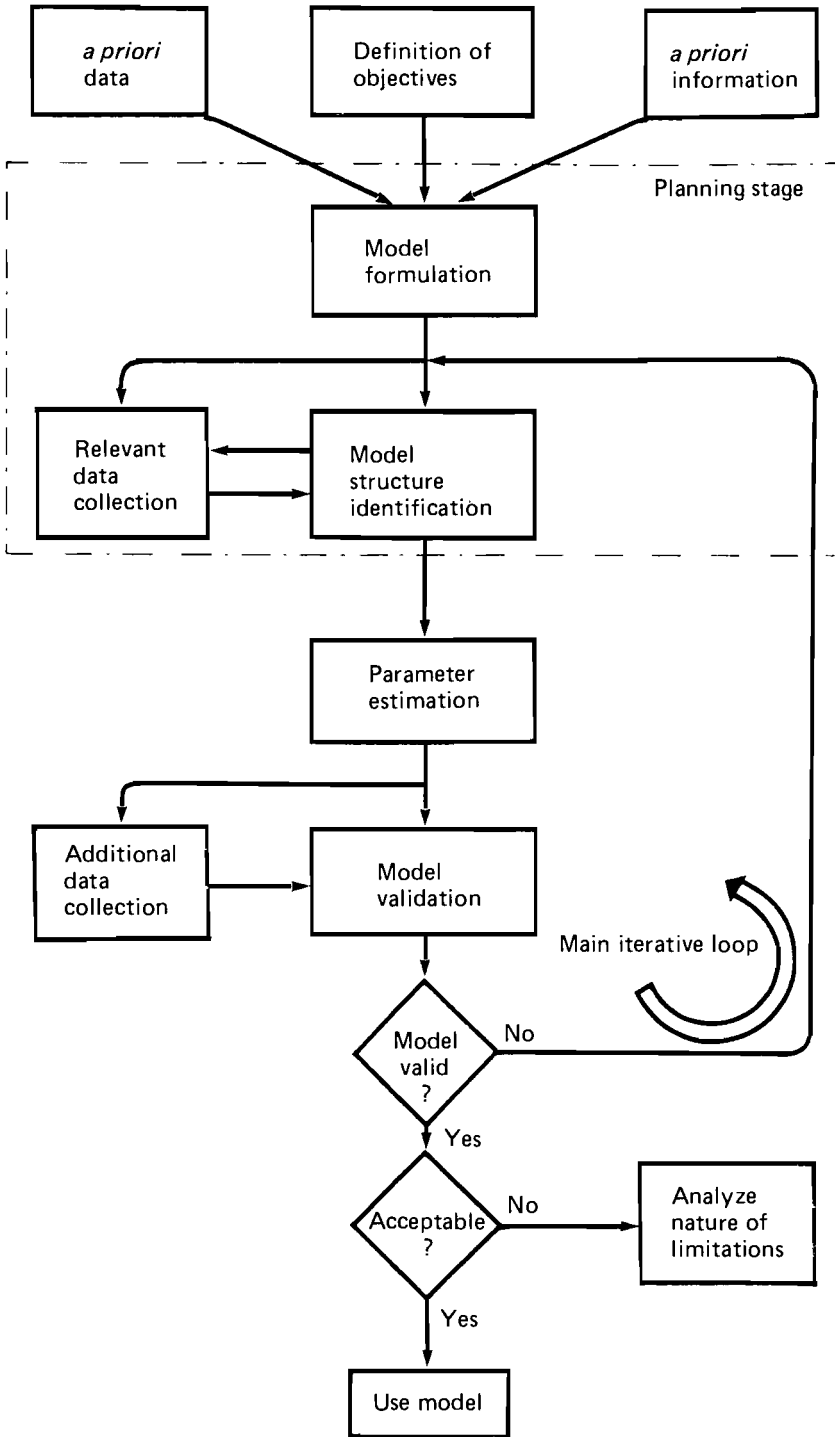 a priori
data
Definition of
objectives
a priori
information
Planning stage
Model
formulation
Relevant
data
collection
Model
structure
identification
Parameter
estimation
Additional
data
collection
Model
validation
Main iterative loop
Model
valid
?
No
Yes
Acceptable
?
No
Analyze
nature of
limitations
Yes
Use model